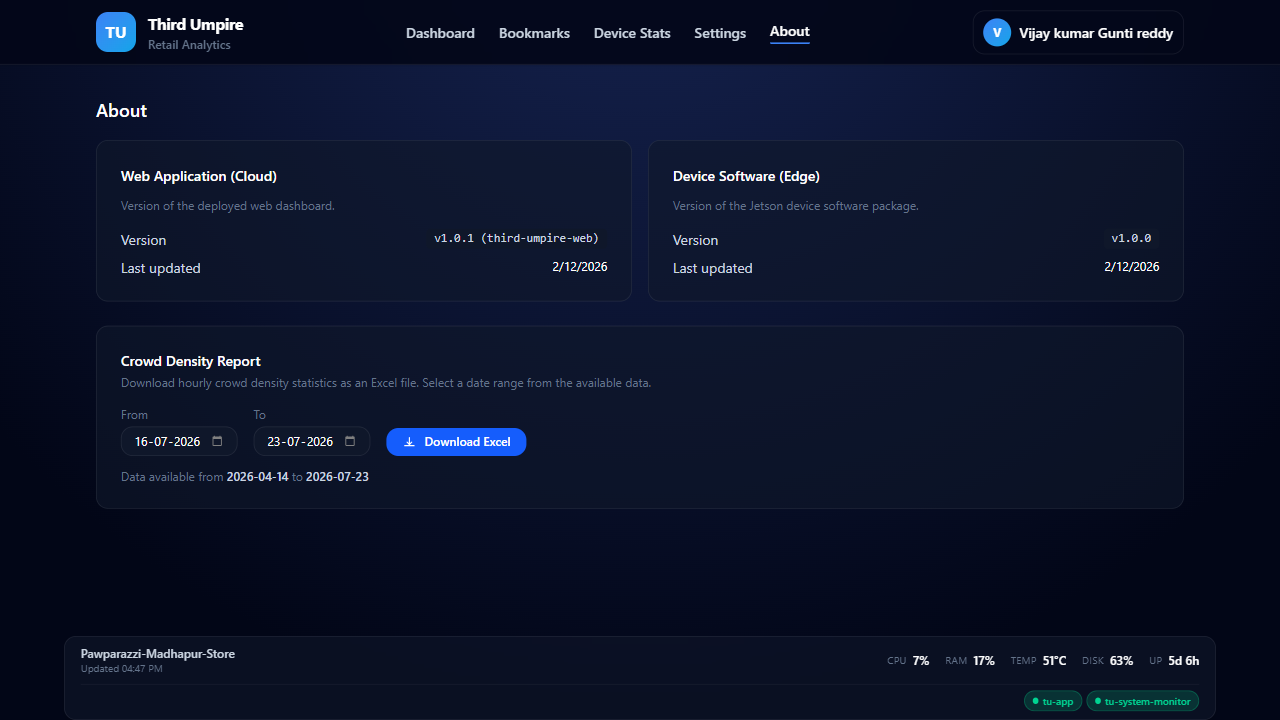 TU
Third Umpire
Retail Analytics
Dashboard Bookmarks Device Stats Settings About
V Vijay kumar Gunti reddy
About
Web Application (Cloud)
Version of the deployed web dashboard.
Version v1.0.1 (third-umpire-web)
Last updated 2/12/2026
Device Software (Edge)
Version of the Jetson device software package.
Version v1.0.0
Last updated 2/12/2026
Crowd Density Report
Download hourly crowd density statistics as an Excel file. Select a date range from the available data.
From To
16-07-2026 23-07-2026 Download Excel
Data available from 2026-04-14 to 2026-07-23
Pawparazzi-Madhapur-Store
Updated 04:47 PM
CPU 7% RAM 17% TEMP 51°C DISK 63% UP 5d 6h
tu-app tu-system-monitor